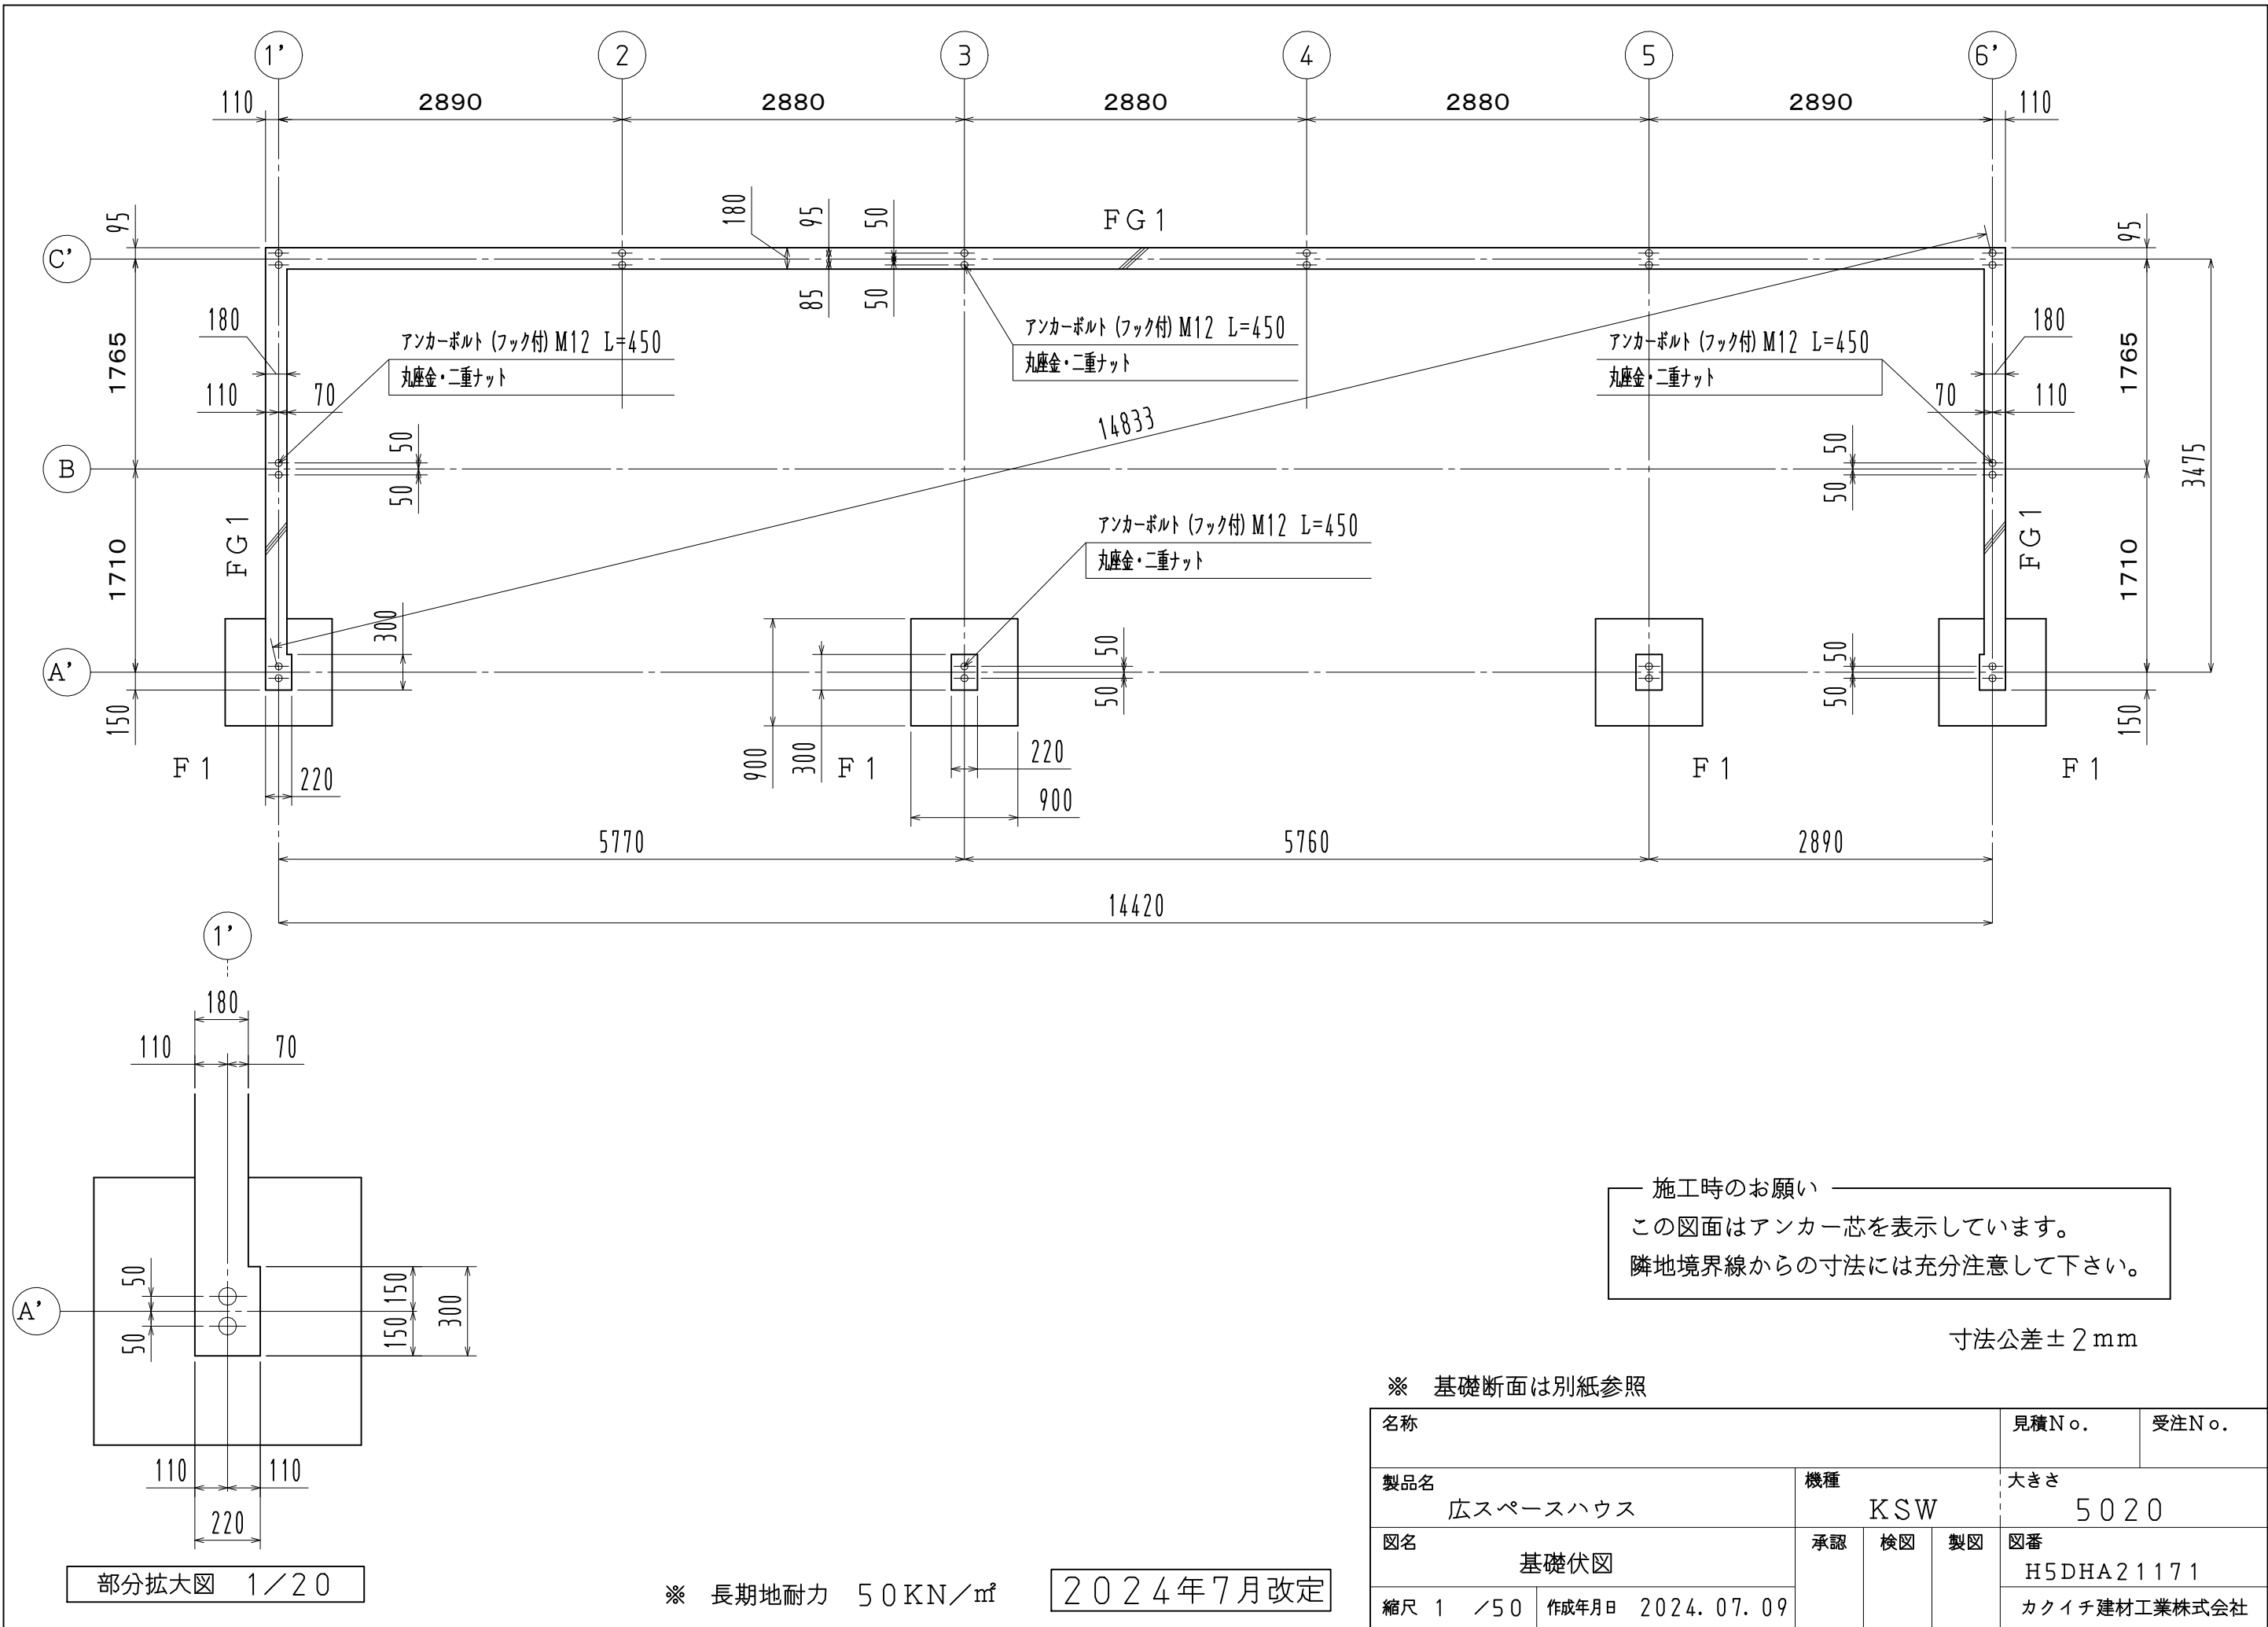 1’ 2 3 4 5 6’
110 2890 2880 2880 2880 2890 110
95 180 95 50 FG1 95
C’
85 50
180 180
アンカーボルト (フック付) M12 L=450
丸座金・二重ナット
アンカーボルト (フック付) M12 L=450
丸座金・二重ナット
アンカーボルト (フック付) M12 L=450
丸座金・二重ナット
1765 1765
110 70 70 110
14833
50 50
B
3475
50 50
アンカーボルト (フック付) M12 L=450
丸座金・二重ナット
1710 FG1 FG1 1710
300 50 50
A’
150 50 50 150
F1 220 900 300 F1 220 F1 F1
900
5770 5760 2890
14420
1’
180
110 70
50 150 300
A’
50 150
110 110
220
部分拡大図 1/20
施工時のお願い
この図面はアンカー芯を表示しています。
隣地境界線からの寸法には充分注意して下さい。
寸法公差±2mm
※ 基礎断面は別紙参照
※ 長期地耐力 50KN/㎡
2024年7月改定
名称 見積No. 受注No.
製品名 機種 大きさ
広スペースハウス KSW 5020
図名 承認 検図 製図 図番
基礎伏図 H5DHA21171
縮尺 1 /50 作成年月日 2024.07.09 カクイチ建材工業株式会社